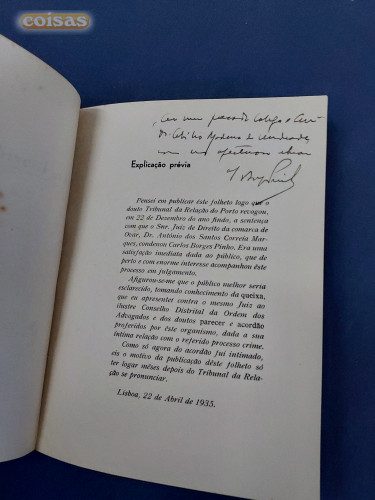 coisas
Explicação prévia
Pensei em publicar êste folheto logo que o
douto Tribunal da Relação do Porto revogou,
em 22 de Dezembro do ano findo, a sentença
com que o Snr. Juiz de Direito da comarca de
Ocar, Dr. António dos Santos Correia Mar-
ques, condenou Carlos Borges Pinho. Era uma
satisfação imediata dada ao público, que de
perto e com enorme interesse acompanhou êste
processo em julgamento.
Afigurou-se-me que o público melhor seria
esclarecido, tomando conhecimento da queixa,
que eu apresentei contra o mesmo Juiz ao
ilustre Conselho Distrital da Ordem dos
Advogados e dos doutos parecer e acordão
proferidos por êste organismo, dada a sua
íntima relação com o referido processo crime.
Como só agora do acordão fui intimado,
eis o motivo da publicação dêste folheto só
ter logar mêses depois do Tribunal da Rela-
ção se pronunciar.
Lisboa, 22 de Abril de 1935.